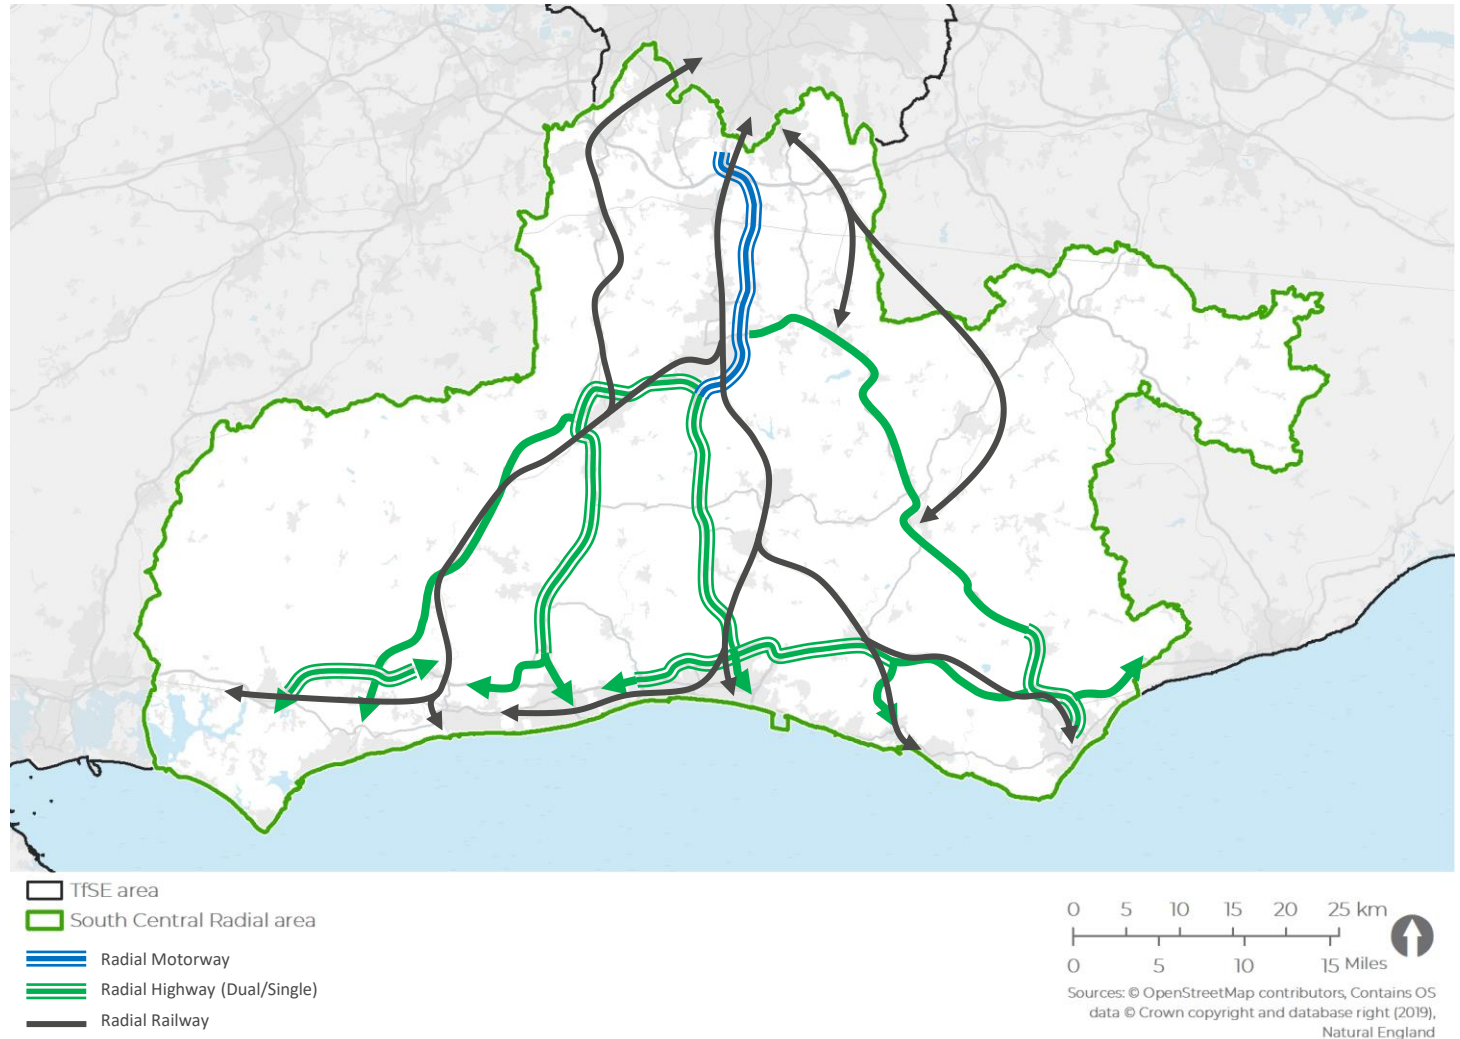 TfSE area
South Central Radial area
Radial Motorway
Radial Highway (Dual/Single)
Radial Railway
0 5 10 15 20 25 km
0 5 10 15 Miles
Sources: © OpenStreetMap contributors, Contains OS
data © Crown copyright and database right (2019),
Natural England